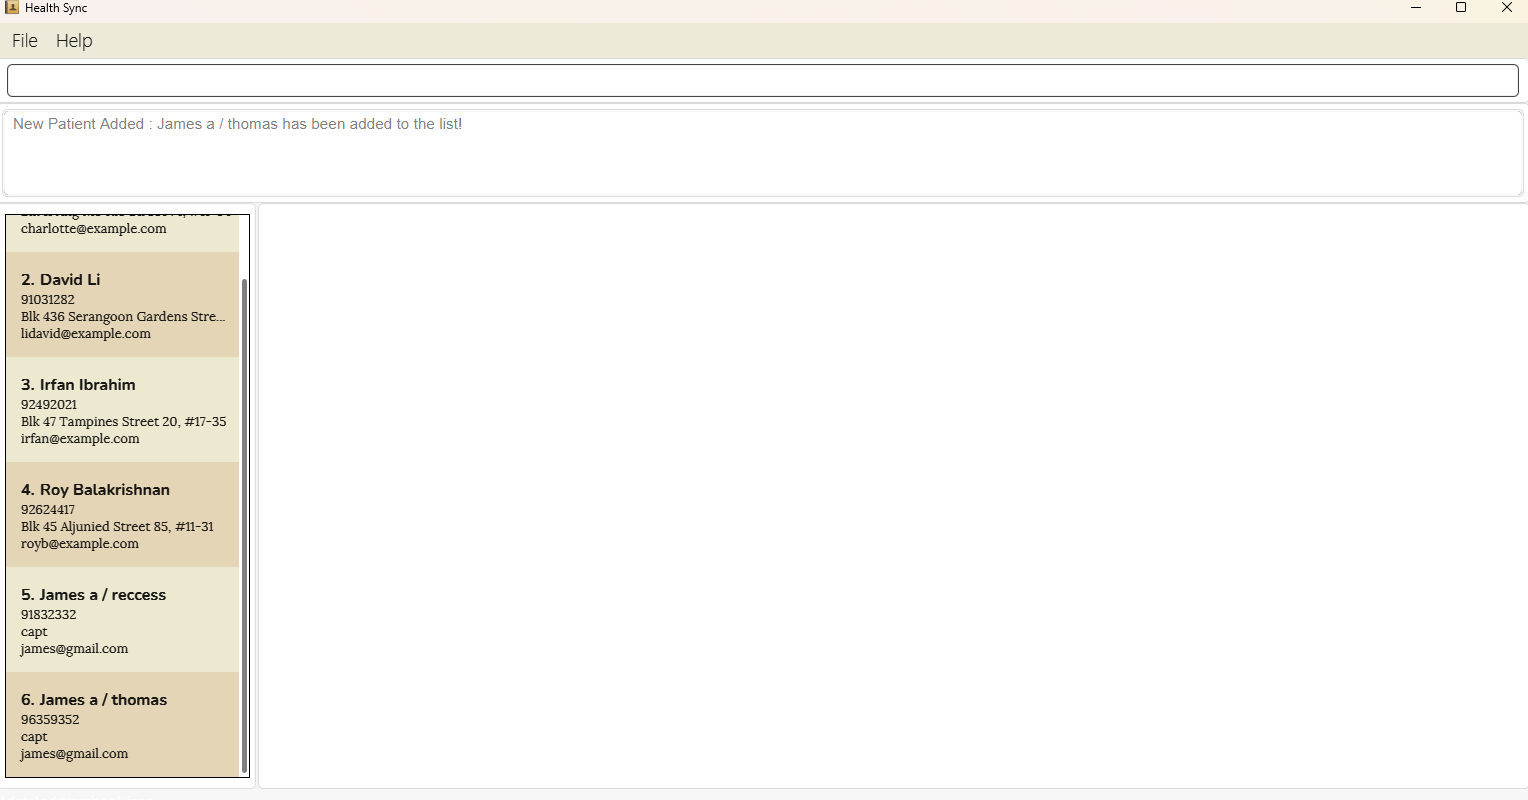 Health Sync
File Help
New Patient Added : James a / thomas has been added to the list!
charlotte@example.com
2. David Li
91031282
Blk 436 Serangoon Gardens Stre...
lidavid@example.com
3. Irfan Ibrahim
92492021
Blk 47 Tampines Street 20, #17-35
irfan@example.com
4. Roy Balakrishnan
92624417
Blk 45 Aljunied Street 85, #11-31
royb@example.com
5. James a / reccess
91832332
capt
james@gmail.com
6. James a / thomas
96359352
capt
james@gmail.com